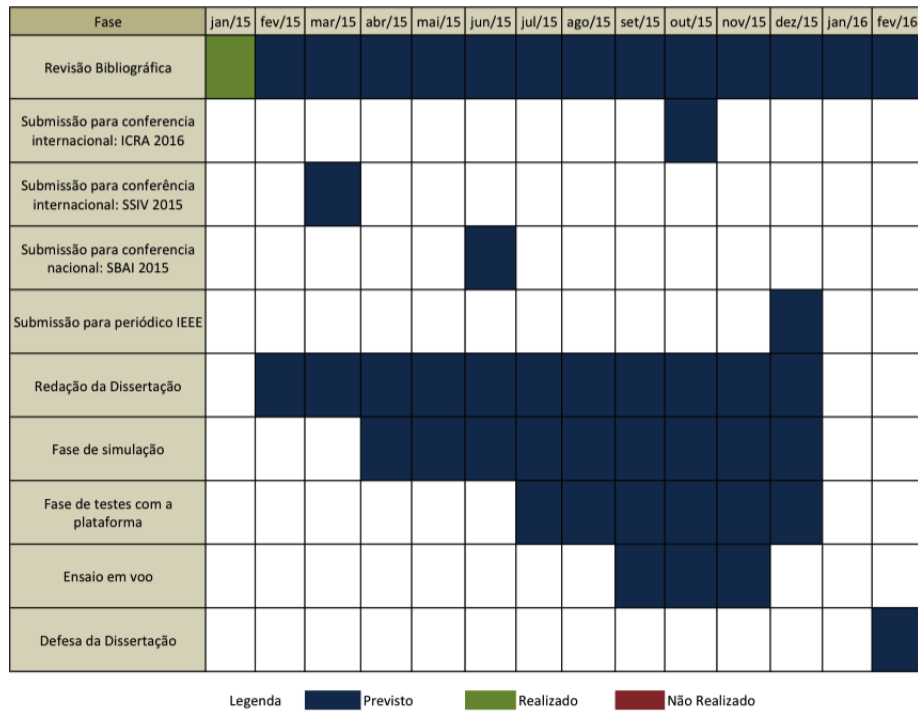 Fase jan/15 fev/15 mar/15 abr/15 mai/15 jun/15 jul/15 ago/15 set/15 out/15 nov/15 dez/15 jan/16 fev/16
Revisão Bibliográfica
Submissão para conferencia
internacional: ICRA 2016
Submissão para conferência
internacional: SSIV 2015
Submissão para conferencia
nacional: SBAI 2015
Submissão para periódico IEEE
Redação da Dissertação
Fase de simulação
Fase de testes com a
plataforma
Ensaio em voo
Defesa da Dissertação
Legenda Previsto Realizado Não Realizado